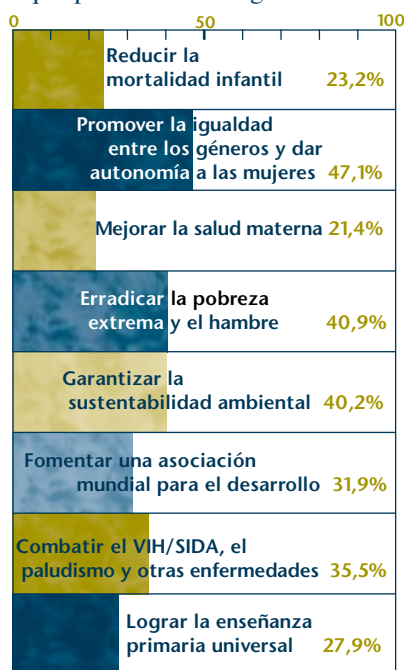 0 50 100
Reducir la
mortalidad infantil 23,2%
Promover la igualdad
entre los géneros y dar
autonomía a las mujeres 47,1%
Mejorar la salud materna 21,4%
Erradicar la pobreza
extrema y el hambre 40,9%
Garantizar la
sustentabilidad ambiental 40,2%
Fomentar una asociación
mundial para el desarrollo 31,9%
Combatir el VIH/SIDA, el
paludismo y otras enfermedades 35,5%
Lograr la enseñanza
primaria universal 27,9%